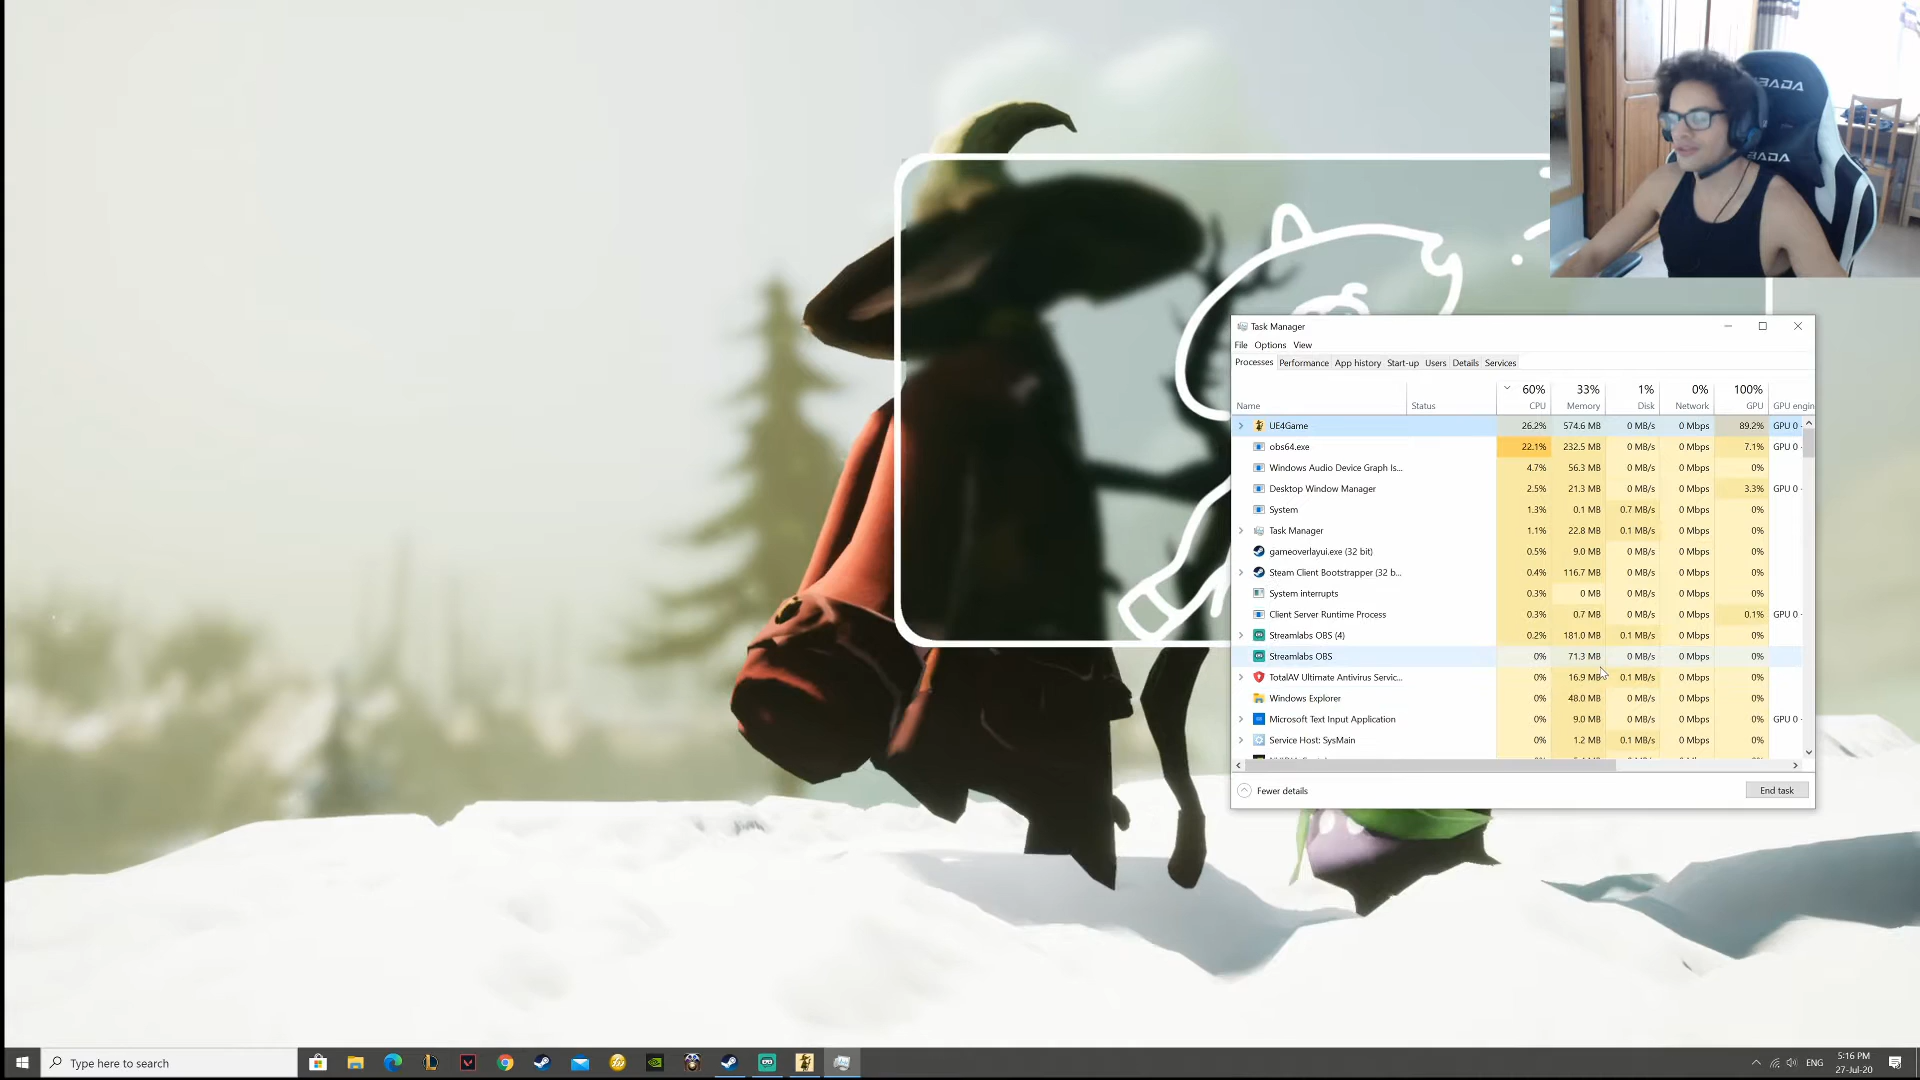 BADA
BADA
Task Manager
File Options View
Processes Performance App history Start-up Users Details Services
60% 33% 1% 0% 100%
Name Status CPU Memory Disk Network GPU GPU engin
UE4Game 26.2% 574.6 MB 0 MB/s 0 Mbps 89.2% GPU 0 -
obs64.exe 22.1% 232.5 MB 0 MB/s 0 Mbps 7.1% GPU 0 -
Windows Audio Device Graph Is... 4.7% 56.3 MB 0 MB/s 0 Mbps 0%
Desktop Window Manager 2.5% 21.3 MB 0 MB/s 0 Mbps 3.3% GPU 0 -
System 1.3% 0.1 MB 0.7 MB/s 0 Mbps 0%
Task Manager 1.1% 22.8 MB 0.1 MB/s 0 Mbps 0%
gameoverlayui.exe (32 bit) 0.5% 9.0 MB 0 MB/s 0 Mbps 0%
Steam Client Bootstrapper (32 b... 0.4% 116.7 MB 0 MB/s 0 Mbps 0%
System interrupts 0.3% 0 MB 0 MB/s 0 Mbps 0%
Client Server Runtime Process 0.3% 0.7 MB 0 MB/s 0 Mbps 0.1% GPU 0 -
Streamlabs OBS (4) 0.2% 181.0 MB 0.1 MB/s 0 Mbps 0%
Streamlabs OBS 0% 71.3 MB 0 MB/s 0 Mbps 0%
TotalAV Ultimate Antivirus Servic... 0% 16.9 MB 0.1 MB/s 0 Mbps 0%
Windows Explorer 0% 48.0 MB 0 MB/s 0 Mbps 0%
Microsoft Text Input Application 0% 9.0 MB 0 MB/s 0 Mbps 0% GPU 0 -
Service Host: SysMain 0% 1.2 MB 0.1 MB/s 0 Mbps 0%
Fewer details End task
Type here to search
ENG
5:16 PM
27-Jul-20